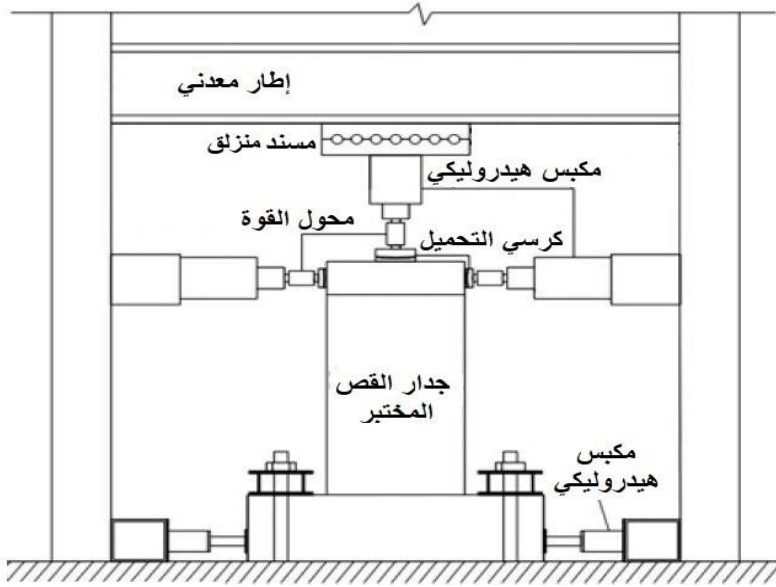 إطار معدني
مسند منزلق
مكبس هيدروليكي
محول القوة
كرسي التحميل
جدار القص
المختبر
مكبس
هيدروليكي